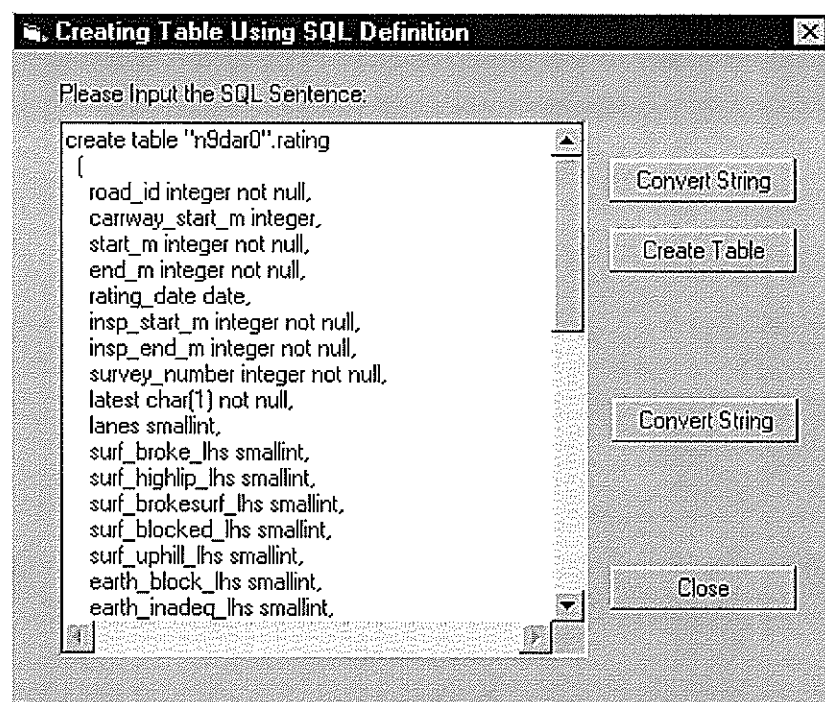 Creating Table Using SQL Definition
Please Input the SQL Sentence:
create table "n9dar0".rating
(
road_id integer not null,
carrway_start_m integer,
start_m integer not null,
end_m integer not null,
rating_date date,
insp_start_m integer not null,
insp_end_m integer not null,
survey_number integer not null,
latest char(1) not null,
lanes smallint,
surf_broke_lhs smallint,
surf_highlip_lhs smallint,
surf_brokesurf_lhs smallint,
surf_blocked_lhs smallint,
surf_uphill_lhs smallint,
earth_block_lhs smallint,
earth_inadeq_lhs smallint,
Convert String
Create Table
Convert String
Close